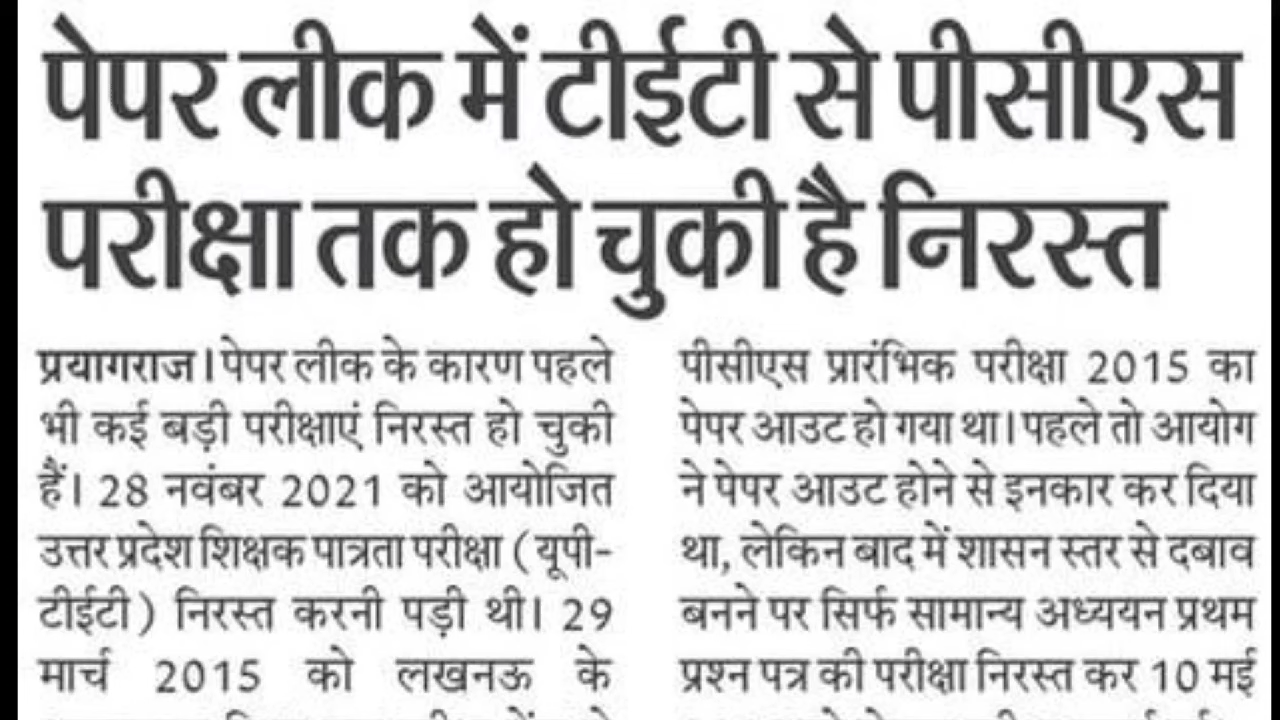 पेपर लीक में टीईटी से पीसीएस
परीक्षा तक हो चुकी है निरस्त
प्रयागराज। पेपर लीक के कारण पहले
भी कई बड़ी परीक्षाएं निरस्त हो चुकी
हैं। 28 नवंबर 2021 को आयोजित
उत्तर प्रदेश शिक्षक पात्रता परीक्षा (यूपी-
टीईटी) निरस्त करनी पड़ी थी। 29
मार्च 2015 को लखनऊ के
पीसीएस प्रारंभिक परीक्षा 2015 का
पेपर आउट हो गया था। पहले तो आयोग
ने पेपर आउट होने से इनकार कर दिया
था, लेकिन बाद में शासन स्तर से दबाव
बनने पर सिर्फ सामान्य अध्ययन प्रथम
प्रश्न पत्र की परीक्षा निरस्त कर 10 मई